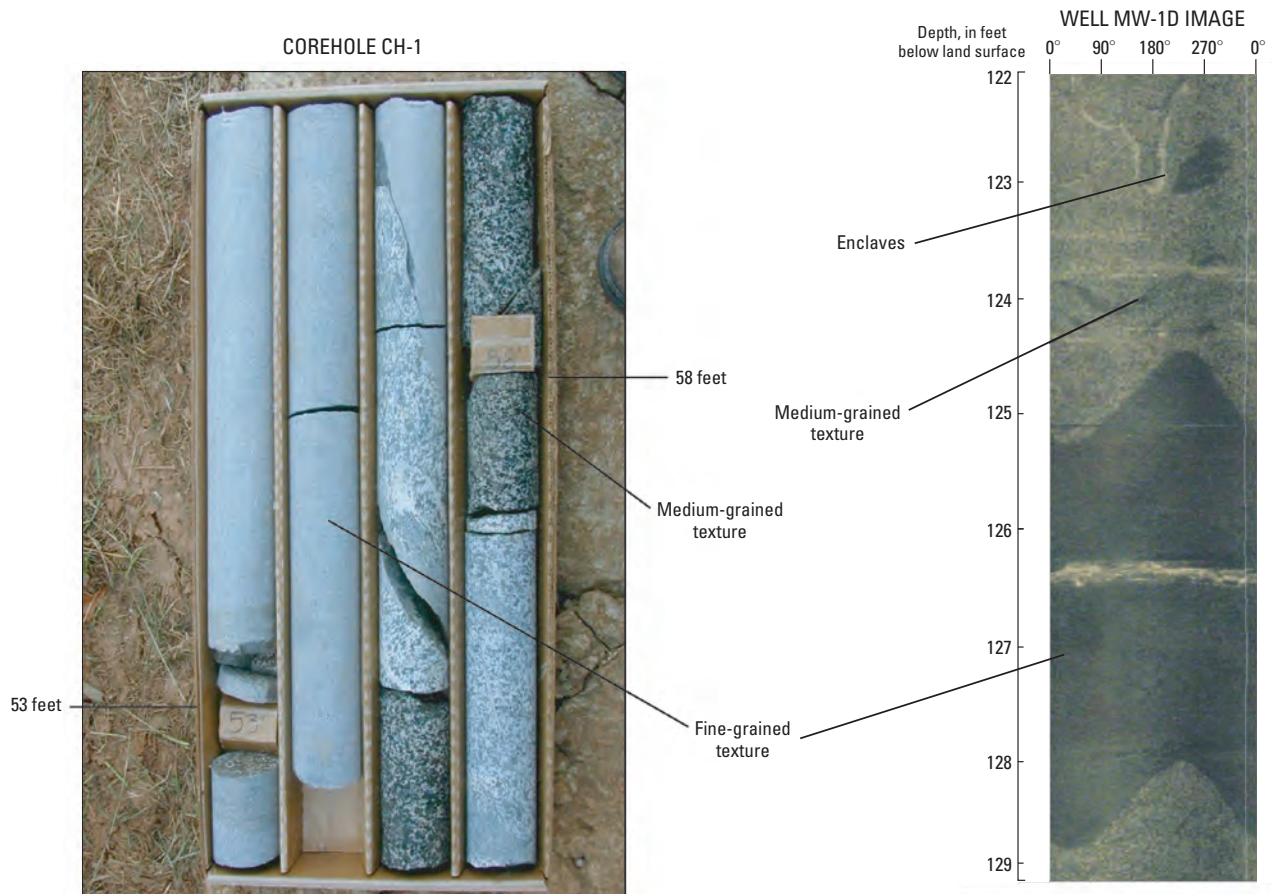 COREHOLE CH-1
53 feet
53
58 feet
58
Medium-grained
texture
Fine-grained
texture
WELL MW-1D IMAGE
Depth, in feet
below land surface
0° 90° 180° 270° 0°
122
123
124
125
126
127
128
129
Enclaves
Medium-grained
texture